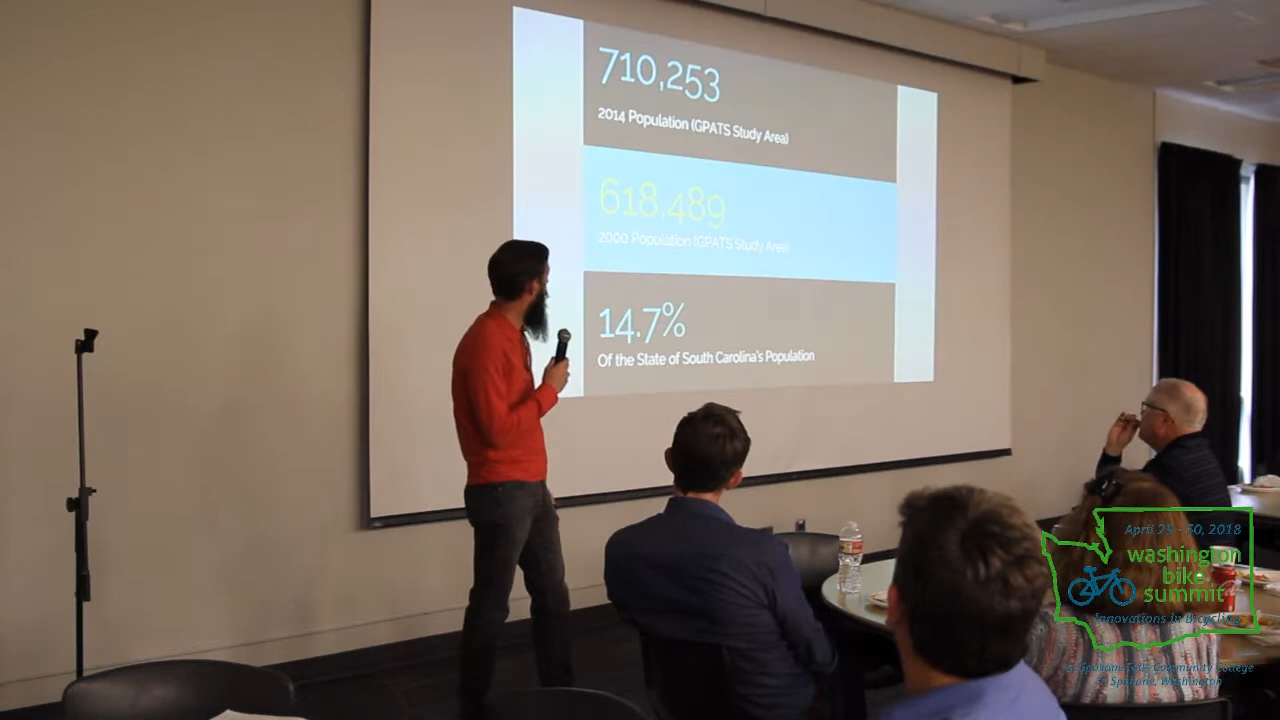 710,253
2014 Population (GPATS Study Area)
618,489
2000 Population (GPATS Study Area)
14.7%
Of the State of South Carolina's Population
April 29 - 30, 2018
washington
bike
summit
Innovations in Bicycling
Spokane Falls Community College
Spokane, Washington